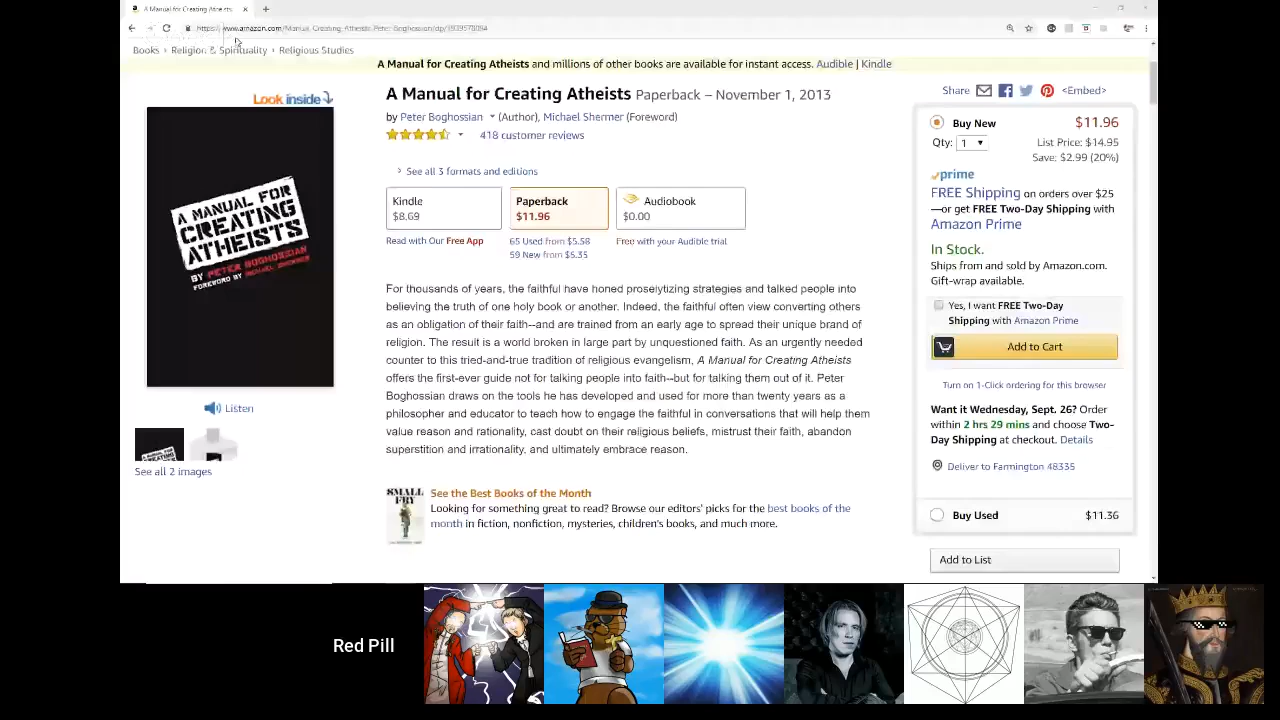 A Manual for Creating Atheists:
https://www.amazon.com/Manual-Creating-Atheists-Peter-Boghossian/dp/1939578094
Books › Religion & Spirituality › Religious Studies
A Manual for Creating Atheists and millions of other books are available for instant access. Audible | Kindle
Look inside
A MANUAL FOR
CREATING
ATHEISTS
BY PETER BOGHOSSIAN
FOREWORD BY MICHAEL SHERMER
Listen
See all 2 images
A Manual for Creating Atheists Paperback – November 1, 2013
by Peter Boghossian (Author), Michael Shermer (Foreword)
418 customer reviews
› See all 3 formats and editions
Kindle
$8.69
Read with Our Free App
Paperback
$11.96
65 Used from $5.58
59 New from $6.35
Audiobook
$0.00
Free with your Audible trial
For thousands of years, the faithful have honed proselytizing strategies and talked people into
believing the truth of one holy book or another. Indeed, the faithful often view converting others
as an obligation of their faith--and are trained from an early age to spread their unique brand of
religion. The result is a world broken in large part by unquestioned faith. As an urgently needed
counter to this tried-and-true tradition of religious evangelism, A Manual for Creating Atheists
offers the first-ever guide not for talking people into faith--but for talking them out of it. Peter
Boghossian draws on the tools he has developed and used for more than twenty years as a
philosopher and educator to teach how to engage the faithful in conversations that will help them
value reason and rationality, cast doubt on their religious beliefs, mistrust their faith, abandon
superstition and irrationality, and ultimately embrace reason.
SMALL
FRY
See the Best Books of the Month
Looking for something great to read? Browse our editors' picks for the best books of the
month in fiction, nonfiction, mysteries, children's books, and much more.
Share <Embed>
Buy New $11.96
Qty: 1 List Price: $14.95
Save: $2.99 (20%)
prime
FREE Shipping on orders over $25
—or get FREE Two-Day Shipping with
Amazon Prime
In Stock.
Ships from and sold by Amazon.com.
Gift-wrap available.
Yes, I want FREE Two-Day
Shipping with Amazon Prime
Add to Cart
Turn on 1-Click ordering for this browser
Want it Wednesday, Sept. 26? Order
within 2 hrs 29 mins and choose Two-
Day Shipping at checkout. Details
Deliver to Farmington 48335
Buy Used $11.36
Add to List
Red Pill